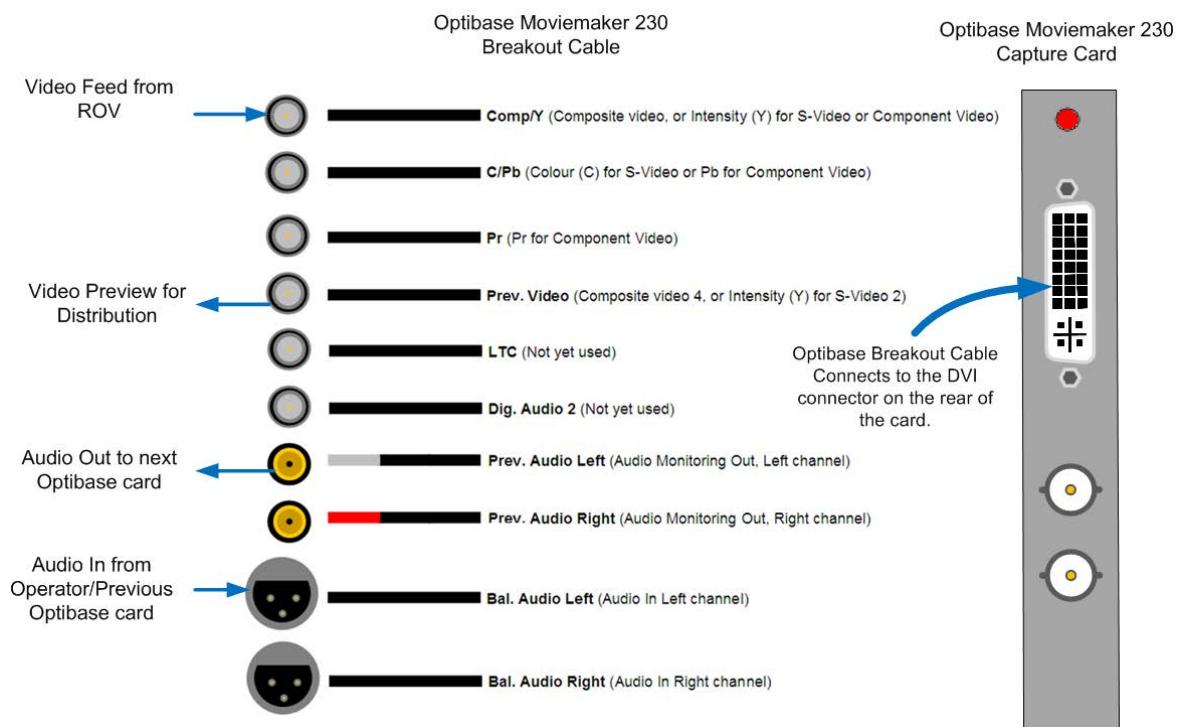 Optibase Moviemaker 230
Breakout Cable
Optibase Moviemaker 230
Capture Card
Video Feed from
ROV
Comp/Y (Composite video, or Intensity (Y) for S-Video or Component Video)
C/Pb (Colour (C) for S-Video or Pb for Component Video)
Pr (Pr for Component Video)
Video Preview for
Distribution
Prev. Video (Composite video 4, or Intensity (Y) for S-Video 2)
LTC (Not yet used)
Dig. Audio 2 (Not yet used)
Optibase Breakout Cable
Connects to the DVI
connector on the rear of
the card.
Audio Out to next
Optibase card
Prev. Audio Left (Audio Monitoring Out, Left channel)
Prev. Audio Right (Audio Monitoring Out, Right channel)
Audio In from
Operator/Previous
Optibase card
Bal. Audio Left (Audio In Left channel)
Bal. Audio Right (Audio In Right channel)